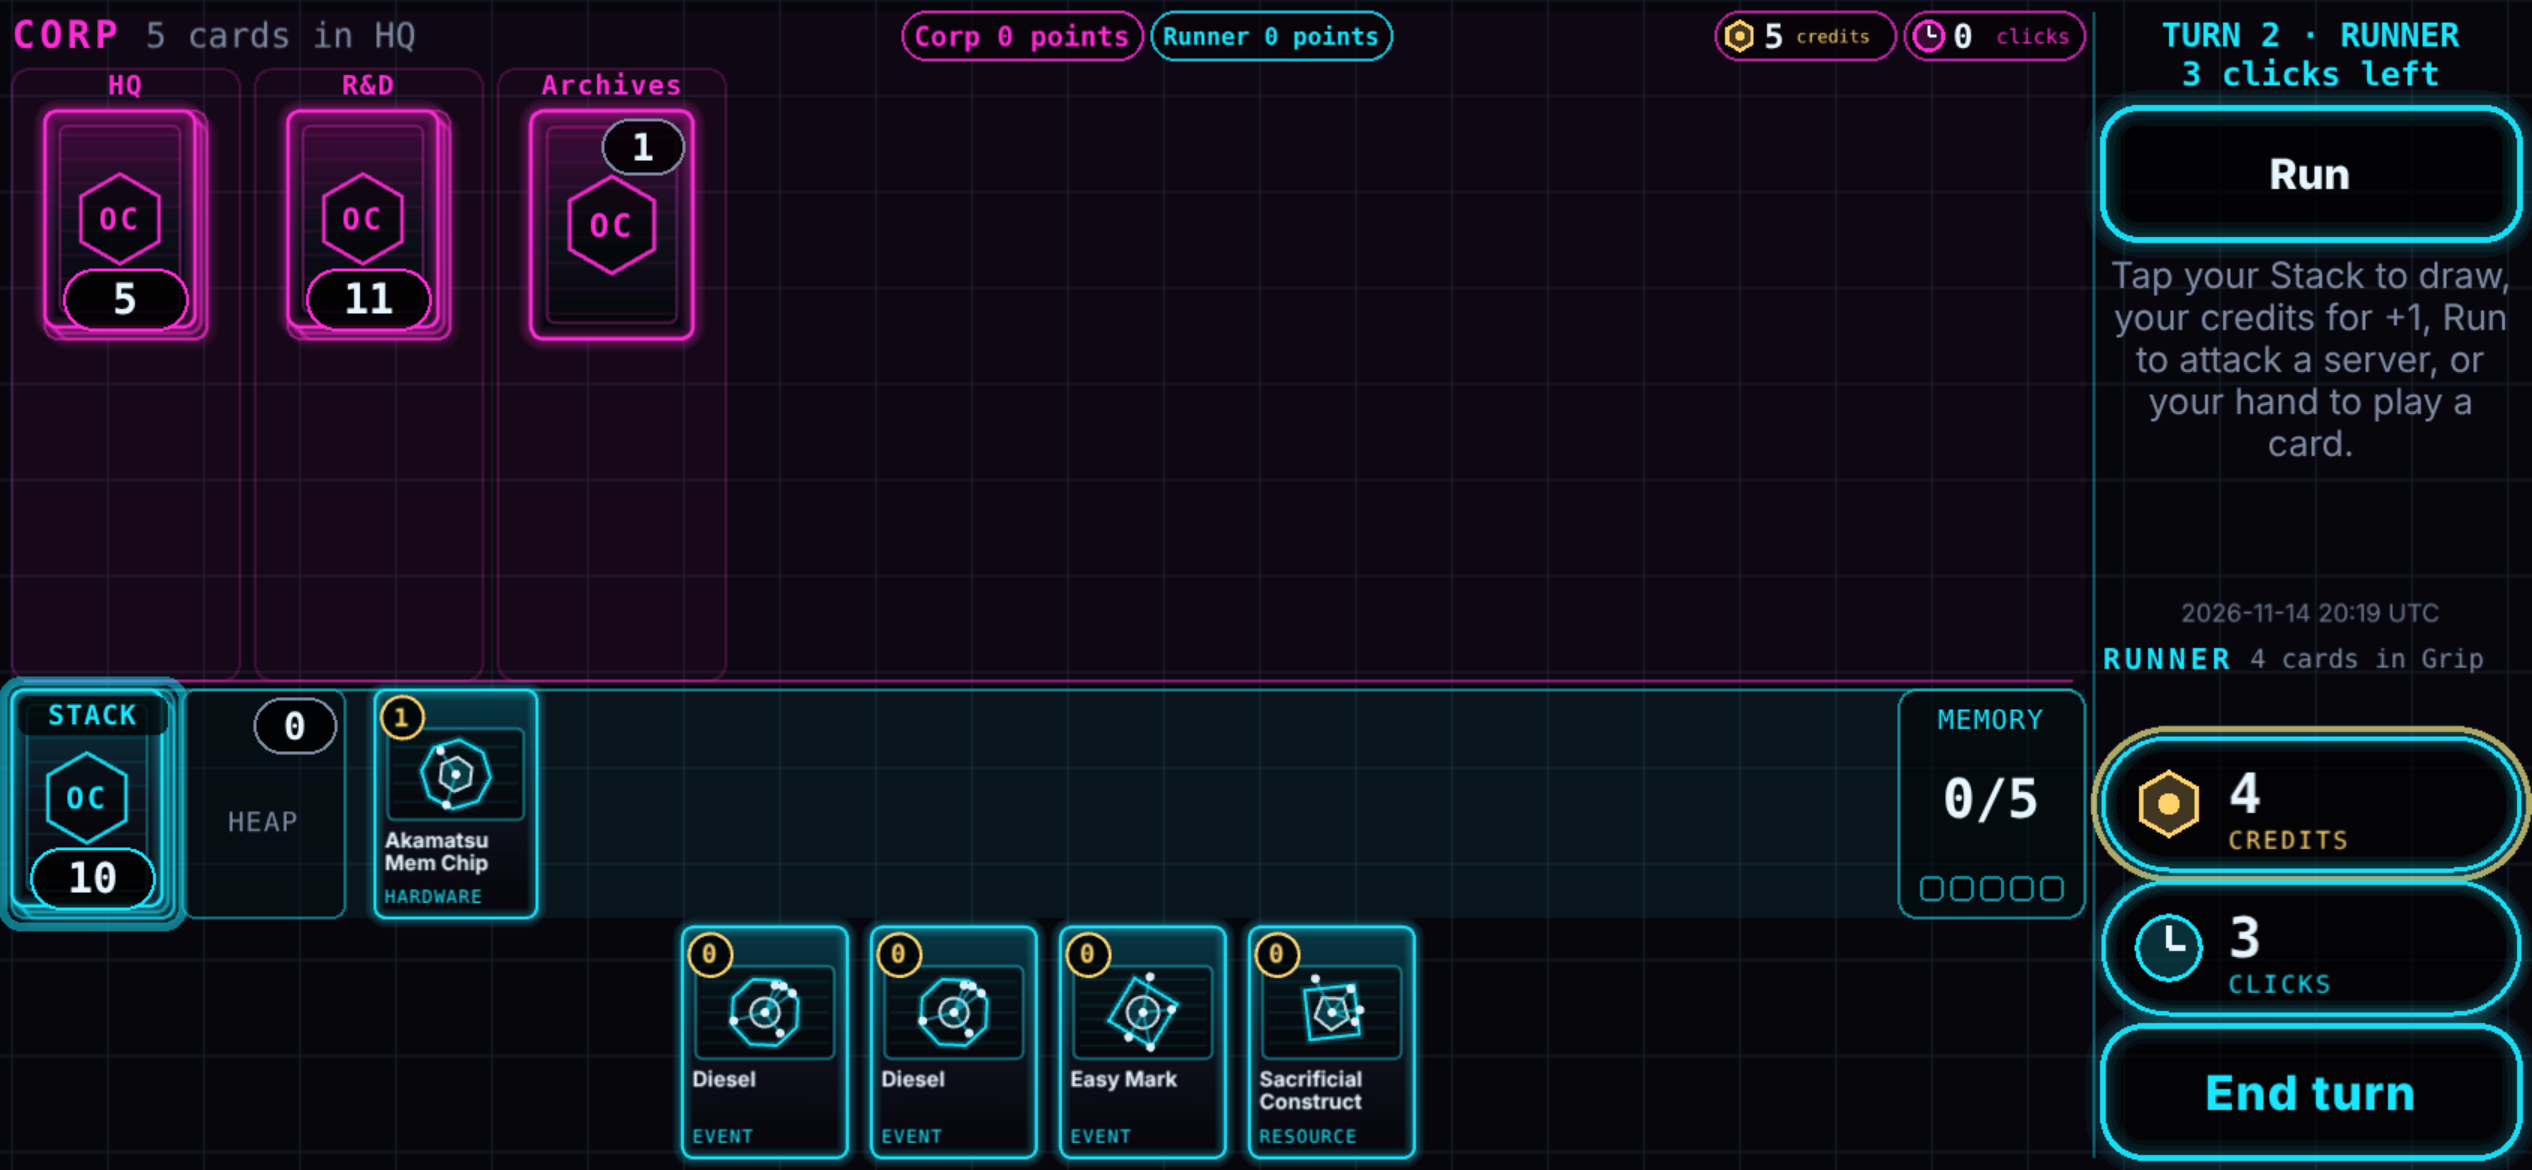 CORP 5 cards in HQ
Corp 0 points
Runner 0 points
5 credits
0 clicks
TURN 2 · RUNNER
3 clicks left
HQ
R&D
Archives
OC
5
OC
11
1
OC
Run
Tap your Stack to draw,
your credits for +1, Run
to attack a server, or
your hand to play a
card.
2026-11-14 20:19 UTC
RUNNER 4 cards in Grip
STACK
OC
10
0
HEAP
1
Akamatsu
Mem Chip
HARDWARE
MEMORY
0/5
4
CREDITS
3
CLICKS
End turn
0
Diesel
EVENT
0
Diesel
EVENT
0
Easy Mark
EVENT
0
Sacrificial
Construct
RESOURCE